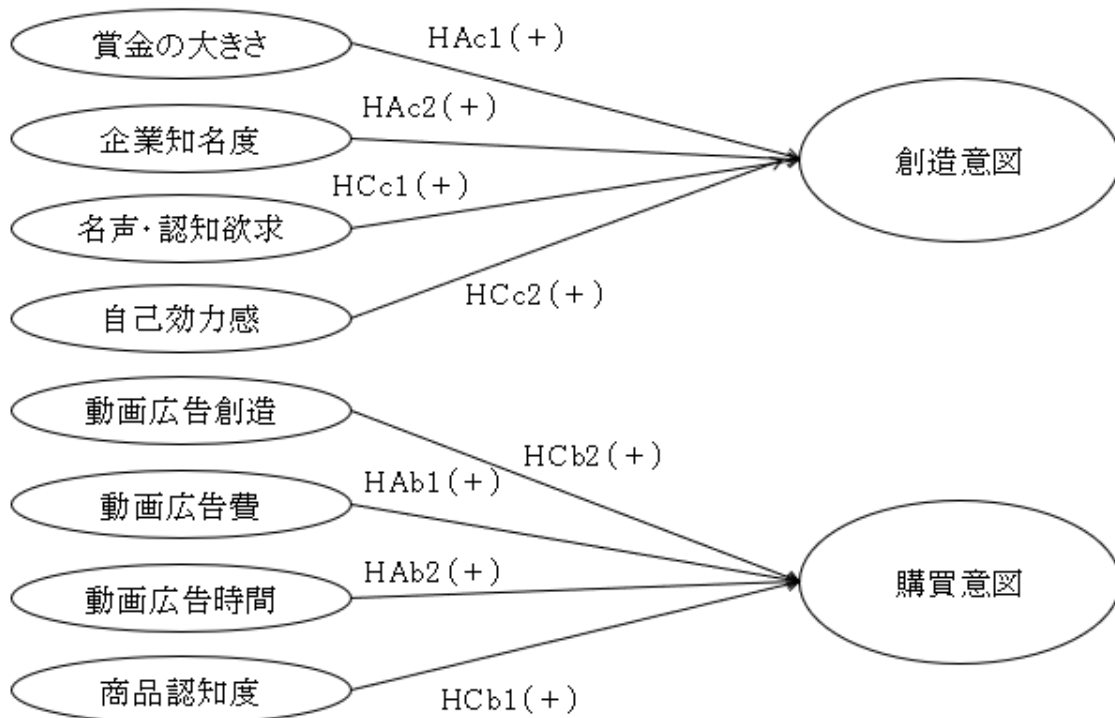 賞金の大きさ
HAc1(+)
企業知名度
HAc2(+)
創造意図
名声・認知欲求
HCc1(+)
自己効力感
HCc2(+)
動画広告創造
HCb2(+)
動画広告費
HAb1(+)
動画広告時間
HAb2(+)
購買意図
商品認知度
HCb1(+)